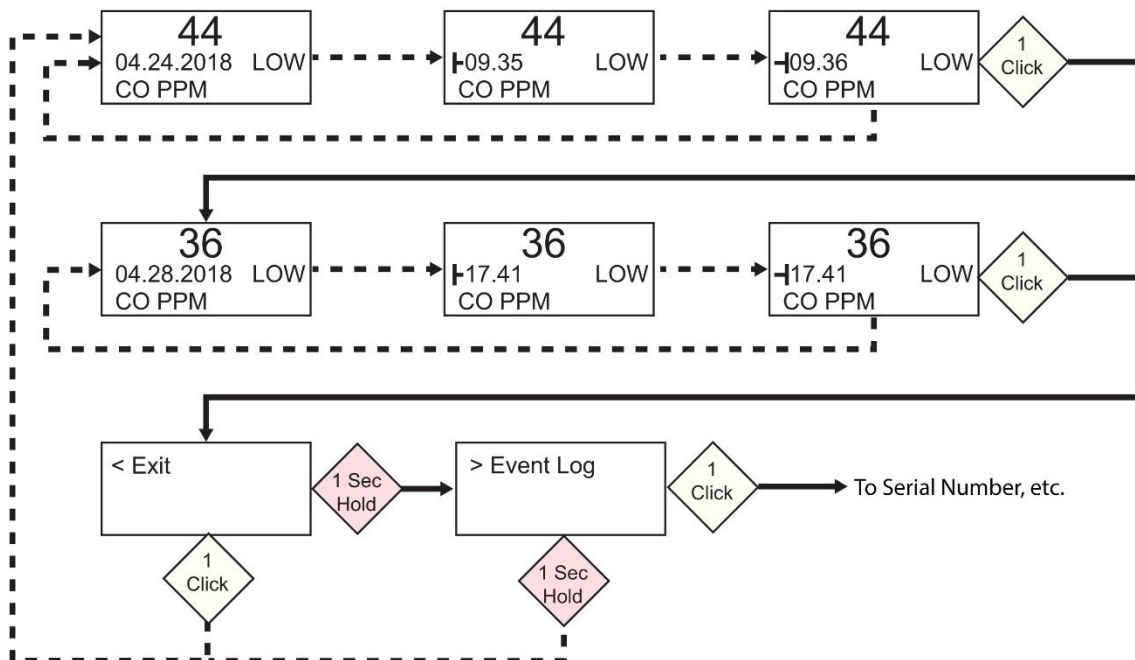 44
04.24.2018 LOW
CO PPM
44
09.35 LOW
CO PPM
44
09.36 LOW
CO PPM
1
Click
36
04.28.2018 LOW
CO PPM
36
17.41 LOW
CO PPM
36
17.41 LOW
CO PPM
1
Click
< Exit
1 Sec
Hold
> Event Log
1
Click
To Serial Number, etc.
1
Click
1 Sec
Hold